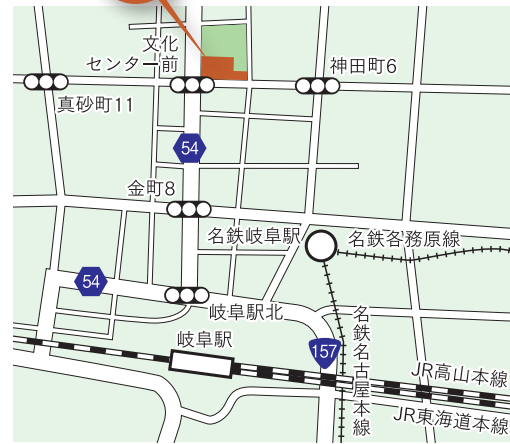 文化
センター前
神田町6
真砂町11
54
金町8
名鉄岐阜駅
名鉄各務原線
54
岐阜駅北
名鉄名古屋本線
岐阜駅
157
JR高山本線
JR東海道本線